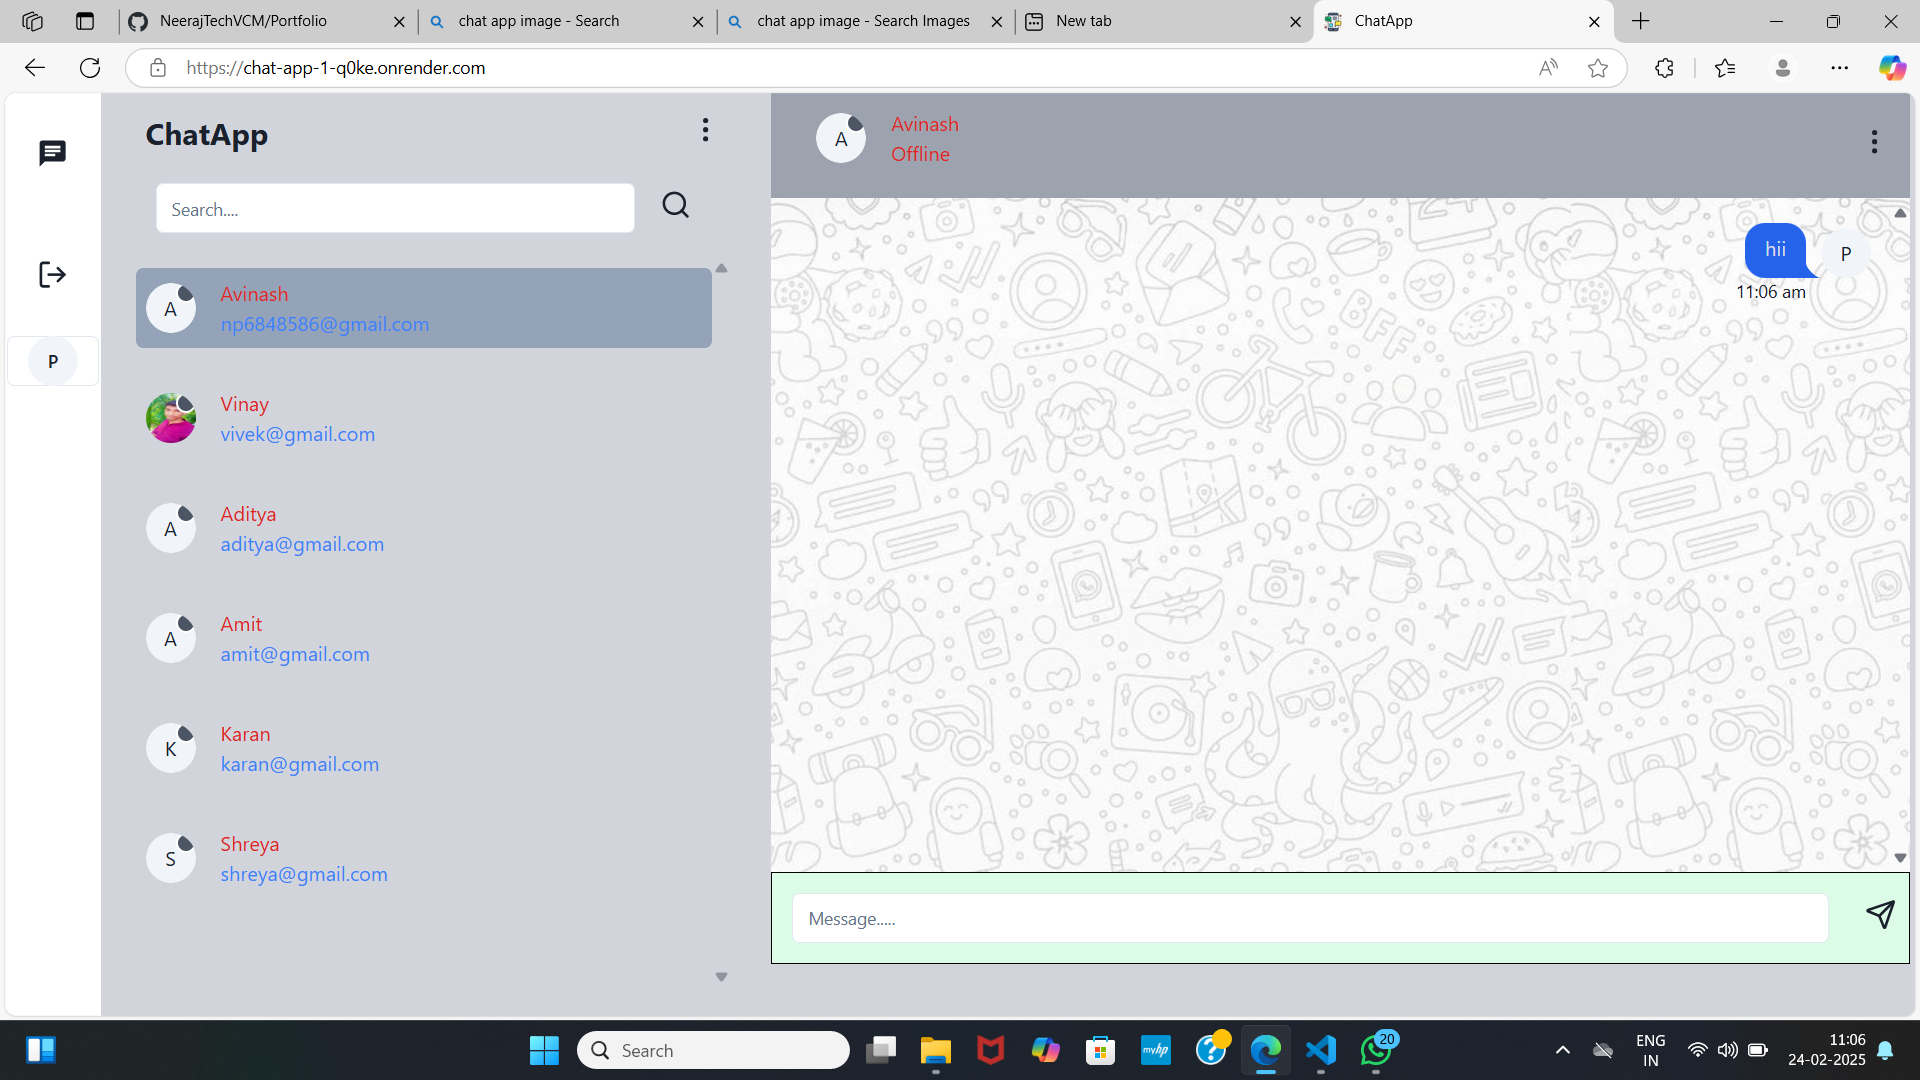 NeerajTechVCM/Portfolio
chat app image - Search
chat app image - Search Images
New tab
ChatApp
https://chat-app-1-q0ke.onrender.com
ChatApp
Search....
A
Avinash
np6848586@gmail.com
Vinay
vivek@gmail.com
A
Aditya
aditya@gmail.com
A
Amit
amit@gmail.com
K
Karan
karan@gmail.com
S
Shreya
shreya@gmail.com
P
A
Avinash
Offline
hii
P
11:06 am
BFF
Message.....
Search
myhp
20
ENG
IN
11:06
24-02-2025